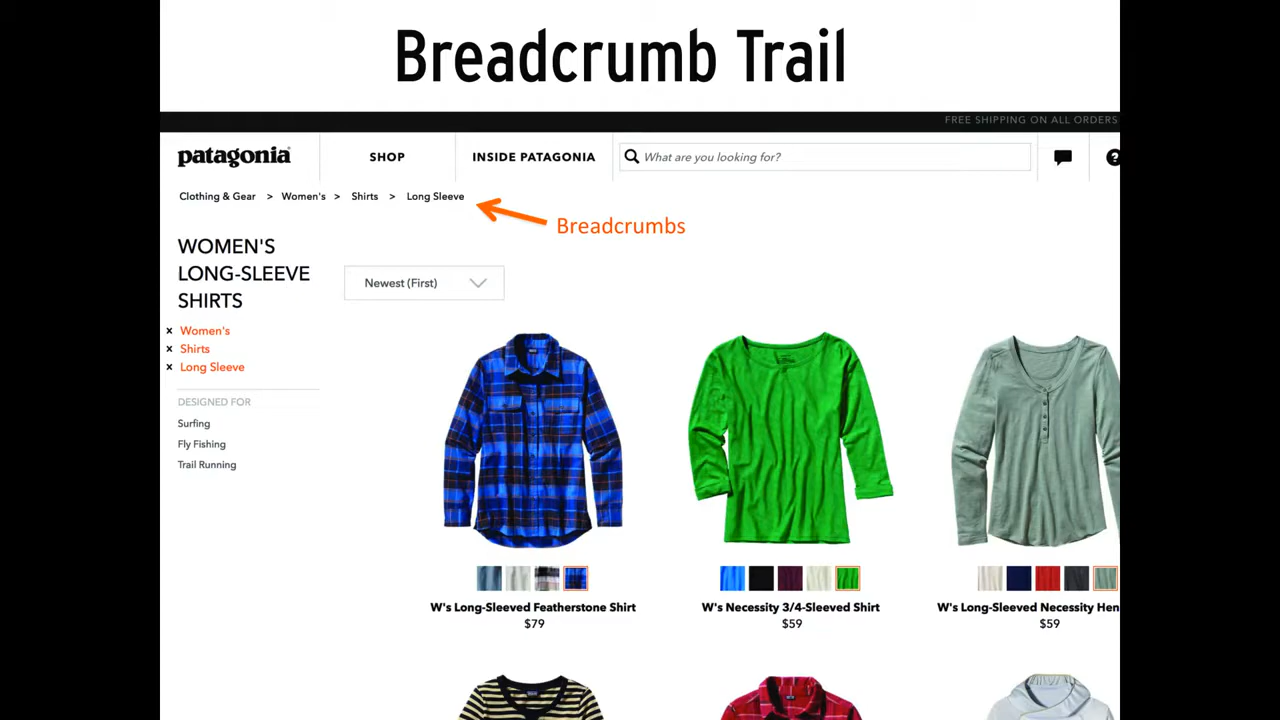 Breadcrumb Trail
FREE SHIPPING ON ALL ORDERS
patagonia
SHOP
INSIDE PATAGONIA
What are you looking for?
?
Clothing & Gear > Women's > Shirts > Long Sleeve
Breadcrumbs
WOMEN'S
LONG-SLEEVE
SHIRTS
Newest (First)
x Women's
x Shirts
x Long Sleeve
DESIGNED FOR
Surfing
Fly Fishing
Trail Running
W's Long-Sleeved Featherstone Shirt
$79
W's Necessity 3/4-Sleeved Shirt
$59
W's Long-Sleeved Necessity Hen
$59